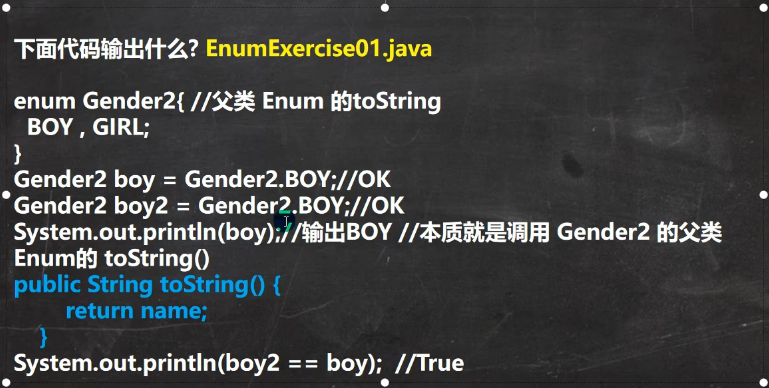 下面代码输出什么? EnumExercise01.java
enum Gender2{ //父类 Enum 的toString
BOY , GIRL;
}
Gender2 boy = Gender2.BOY;//OK
Gender2 boy2 = Gender2.BOY;//OK
System.out.println(boy);//输出BOY //本质就是调用 Gender2 的父类
Enum的 toString()
public String toString() {
return name;
}
System.out.println(boy2 == boy); //True